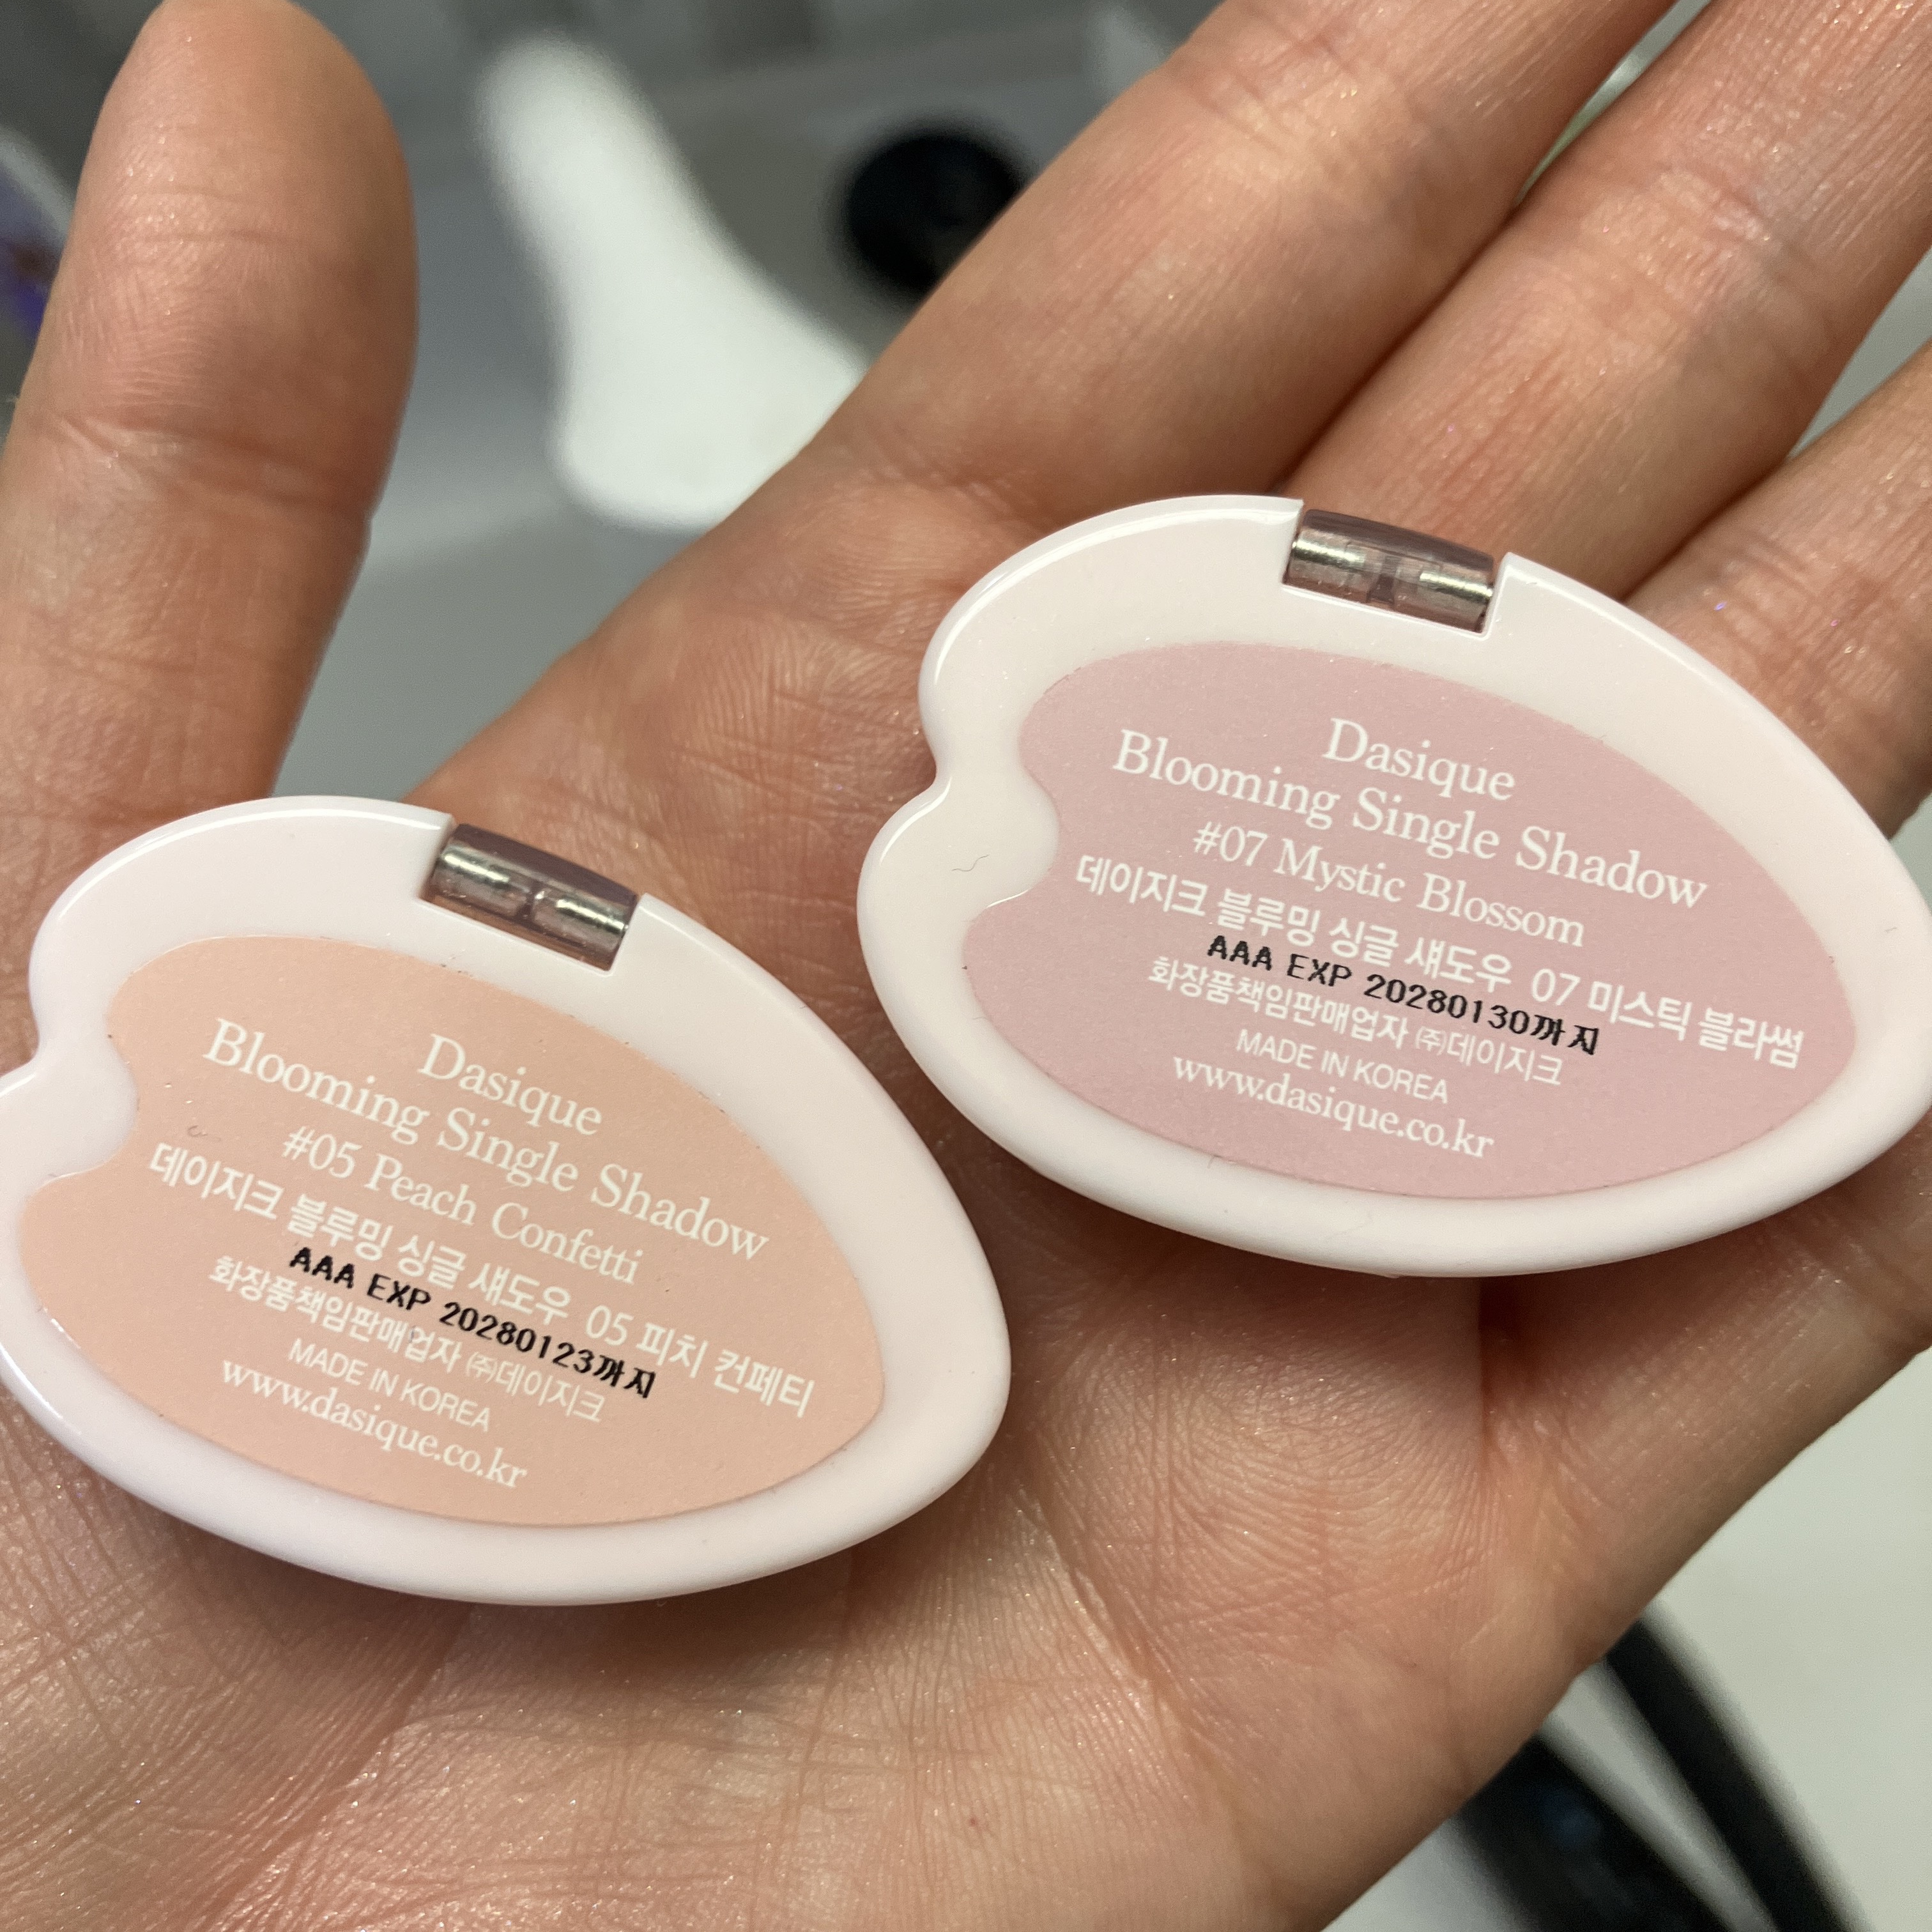 Dasique
Blooming Single Shadow
#05 Peach Confetti
데이지크 블루밍 싱글 섀도우 05 피치 컨페티
AAA EXP 20280123까지
화장품책임판매업자 ㈜데이지크
MADE IN KOREA
www.dasique.co.kr
Dasique
Blooming Single Shadow
#07 Mystic Blossom
데이지크 블루밍 싱글 섀도우 07 미스틱 블라썸
AAA EXP 20280130까지
화장품책임판매업자 ㈜데이지크
MADE IN KOREA
www.dasique.co.kr